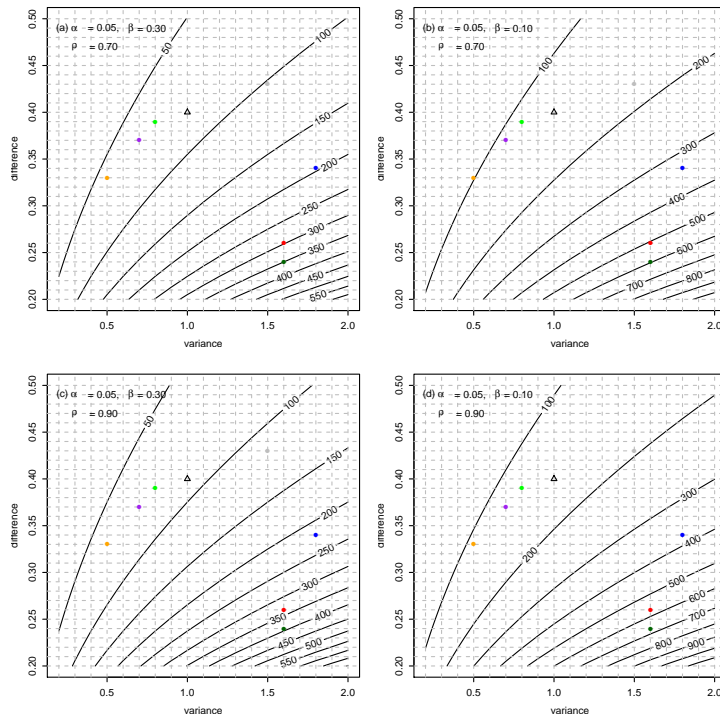 (a) α = 0.05, β = 0.30
ρ = 0.70
50
100
150
200
250
300
350
400
450
550
difference
0.20 0.25 0.30 0.35 0.40 0.45 0.50
0.5 1.0 1.5 2.0
variance
(b) α = 0.05, β = 0.10
ρ = 0.70
100
200
300
400
500
600
700
800
difference
0.20 0.25 0.30 0.35 0.40 0.45 0.50
0.5 1.0 1.5 2.0
variance
(c) α = 0.05, β = 0.30
ρ = 0.90
50
100
150
200
250
300
350
400
450
500
550
difference
0.20 0.25 0.30 0.35 0.40 0.45 0.50
0.5 1.0 1.5 2.0
variance
(d) α = 0.05, β = 0.10
ρ = 0.90
100
200
300
400
500
600
700
800
900
difference
0.20 0.25 0.30 0.35 0.40 0.45 0.50
0.5 1.0 1.5 2.0
variance